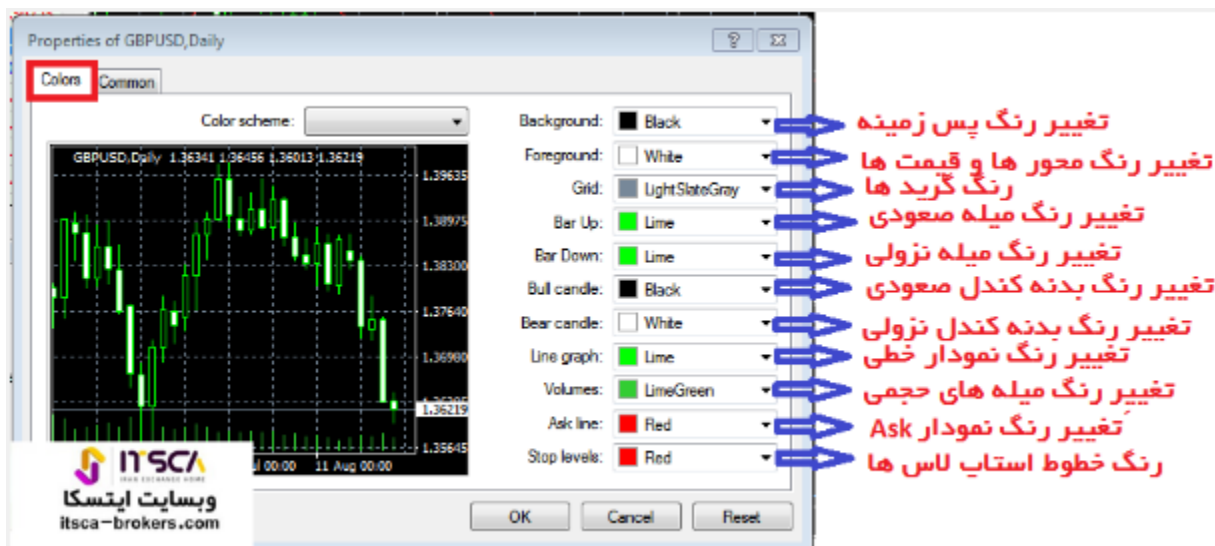 Properties of GBPUSD,Daily
Colors
Common
Color scheme:
GBPUSD,Daily 1.36341 1.36456 1.36013 1.36219
1.39635
1.38975
1.38300
1.37640
1.36980
1.36219
1.35645
00:00 11 Aug 00:00
Background: Black تغییر رنگ پس زمینه
Foreground: White تغییر رنگ محور ها و قیمت ها
Grid: LightSlateGray رنگ گرید ها
Bar Up: Lime تغییر رنگ میله صعودی
Bar Down: Lime تغییر رنگ میله نزولی
Bull candle: Black تغییر رنگ بدنه کندل صعودی
Bear candle: White تغییر رنگ بدنه کندل نزولی
Line graph: Lime تغییر رنگ نمودار خطی
Volumes: LimeGreen تغییر رنگ میله های حجمی
Ask line: Red تغییر رنگ نمودار Ask
Stop levels: Red رنگ خطوط استاپ لاس ها
ITSCA
IRAN EXCHANGE HOME
وبسایت ایتسکا
itsca-brokers.com
OK
Cancel
Reset